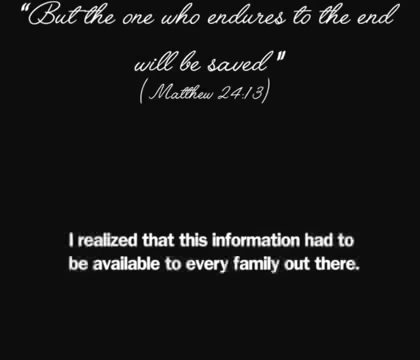 “But the one who endures to the end
will be saved"
(Matthew 24:13)
I realized that this information had to
be available to every family out there.